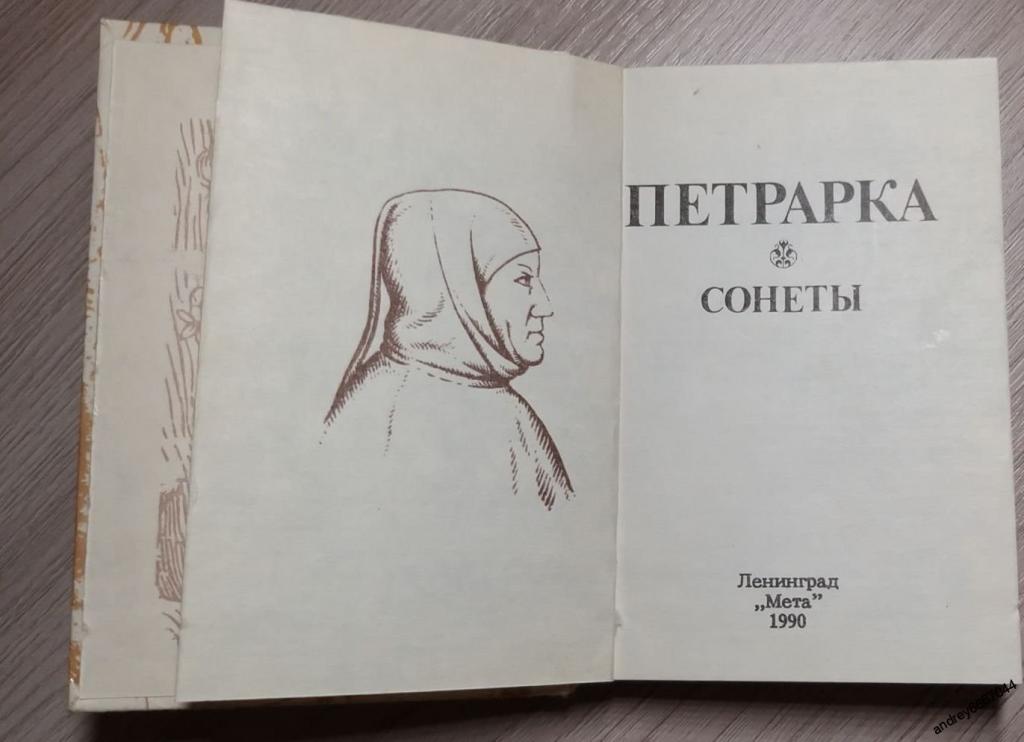 ПЕТРАРКА
СОНЕТЫ
Ленинград
„Мета”
1990